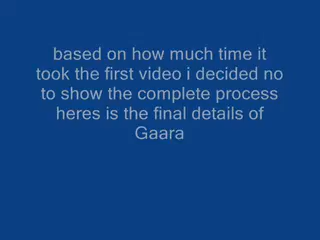 based on how much time it
took the first video i decided no
to show the complete process
heres is the final details of
Gaara